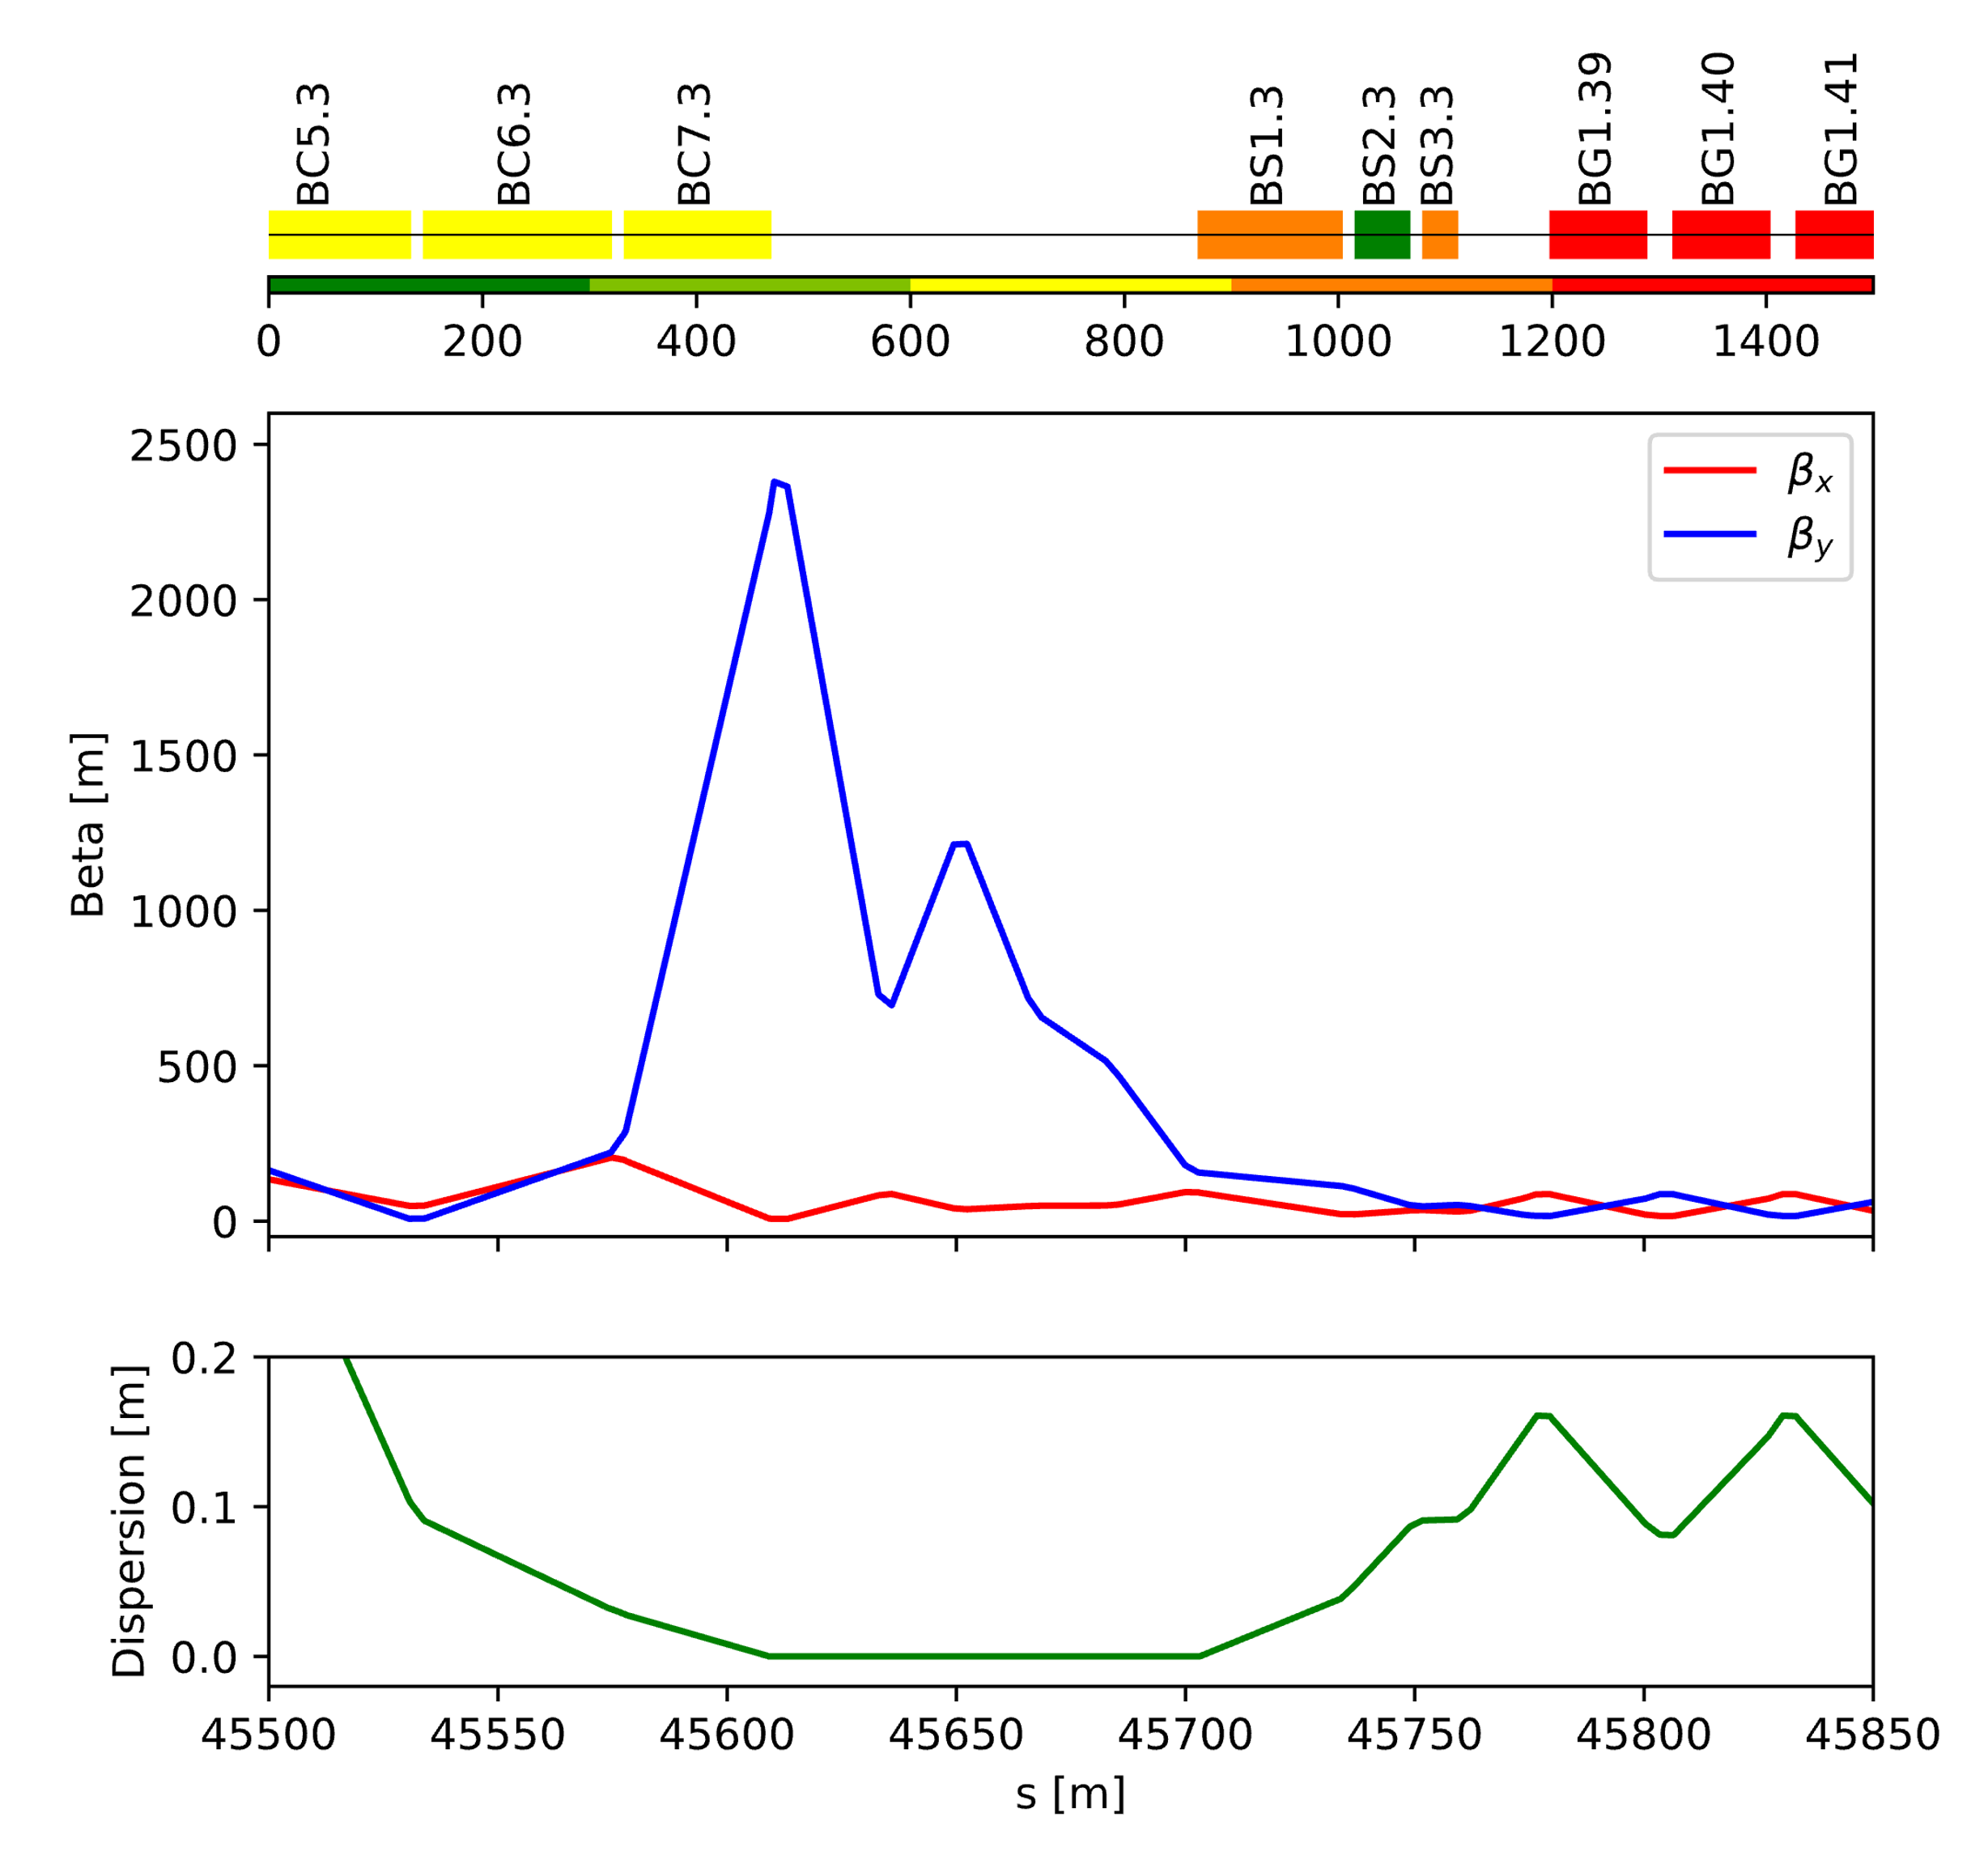 BC5.3 BC6.3 BC7.3 BS1.3 BS2.3 BS3.3 BG1.39 BG1.40 BG1.41
0 200 400 600 800 1000 1200 1400
2500
2000
1500
1000
500
0
Beta [m]
βx
βy
0.2
0.1
0.0
Dispersion [m]
45500 45550 45600 45650 45700 45750 45800 45850
s [m]